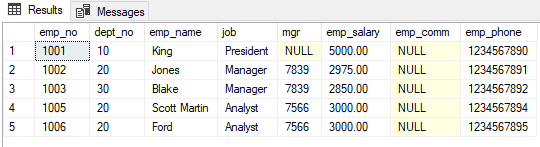 Results Messages
emp_no dept_no emp_name job mgr emp_salary emp_comm emp_phone
1 1001 10 King President NULL 5000.00 NULL 1234567890
2 1002 20 Jones Manager 7839 2975.00 NULL 1234567891
3 1003 30 Blake Manager 7839 2850.00 NULL 1234567892
4 1005 20 Scott Martin Analyst 7566 3000.00 NULL 1234567894
5 1006 20 Ford Analyst 7566 3000.00 NULL 1234567895